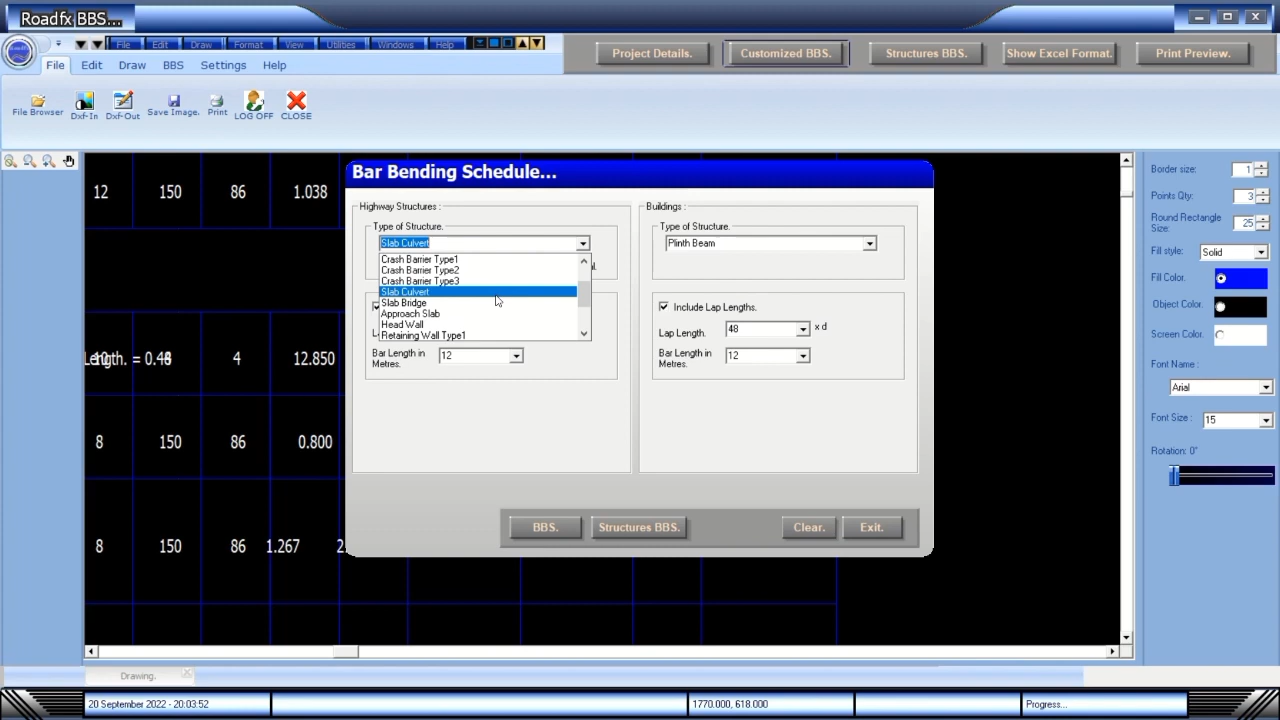 Roadfx BBS...
File Edit Draw Format View Utilities Windows Help
Project Details. Customized BBS. Structures BBS. Show Excel Format. Print Preview.
File Edit Draw BBS Settings Help
File Browser Dxf-In Dxf-Out Save Image. Print LOG OFF CLOSE
12 150 86 1.038
4 12.850
8 150 86 0.800
8 150 86 1.267
Bar Bending Schedule...
Highway Structures :
Type of Structure.
Slab Culvert
Crash Barrier Type1
Crash Barrier Type2
Crash Barrier Type3
Slab Culvert
Slab Bridge
Approach Slab
Head Wall
Retaining Wall Type1
Bar Length in Metres. 12
Buildings :
Type of Structure.
Plinth Beam
Include Lap Lengths.
Lap Length. 48 x d
Bar Length in Metres. 12
BBS. Structures BBS. Clear. Exit.
Border size: 1
Points Qty: 3
Round Rectangle Size: 25
Fill style: Solid
Fill Color.
Object Color.
Screen Color.
Font Name :
Arial
Font Size : 15
Rotation: 0°
Drawing.
20 September 2022 - 20:03:52 1770.000, 618.000 Progress...